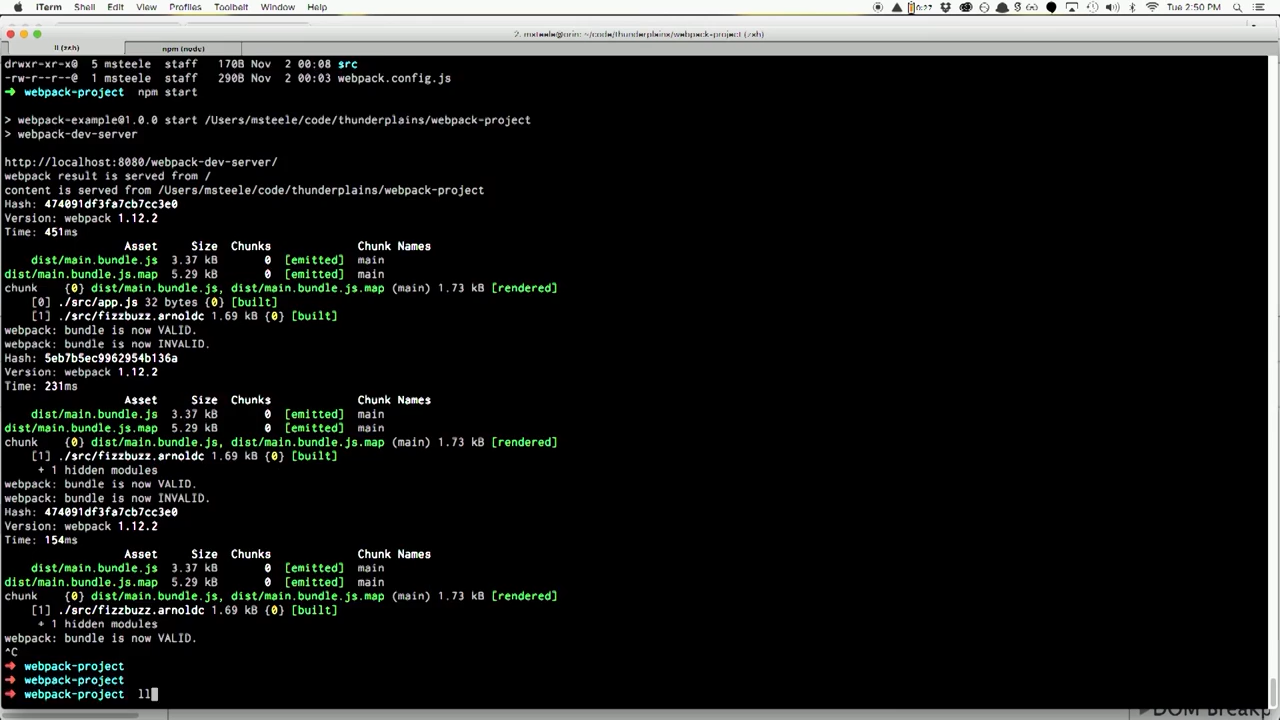 iTerm Shell Edit View Profiles Toolbelt Window Help 0:27 Tue 2:50 PM
2. msteele@orin: ~/code/thunderplains/webpack-project (zsh)
ll (zsh) npm (node)
drwxr-xr-x@ 5 msteele staff 170B Nov 2 00:08 src
-rw-r--r--@ 1 msteele staff 290B Nov 2 00:03 webpack.config.js
➜ webpack-project npm start
> webpack-example@1.0.0 start /Users/msteele/code/thunderplains/webpack-project
> webpack-dev-server
http://localhost:8080/webpack-dev-server/
webpack result is served from /
content is served from /Users/msteele/code/thunderplains/webpack-project
Hash: 474091df3fa7cb7cc3e0
Version: webpack 1.12.2
Time: 451ms
Asset Size Chunks Chunk Names
dist/main.bundle.js 3.37 kB 0 [emitted] main
dist/main.bundle.js.map 5.29 kB 0 [emitted] main
chunk {0} dist/main.bundle.js, dist/main.bundle.js.map (main) 1.73 kB [rendered]
[0] ./src/app.js 32 bytes {0} [built]
[1] ./src/fizzbuzz.arnoldc 1.69 kB {0} [built]
webpack: bundle is now VALID.
webpack: bundle is now INVALID.
Hash: 5eb7b5ec9962954b136a
Version: webpack 1.12.2
Time: 231ms
Asset Size Chunks Chunk Names
dist/main.bundle.js 3.37 kB 0 [emitted] main
dist/main.bundle.js.map 5.29 kB 0 [emitted] main
chunk {0} dist/main.bundle.js, dist/main.bundle.js.map (main) 1.73 kB [rendered]
[1] ./src/fizzbuzz.arnoldc 1.69 kB {0} [built]
+ 1 hidden modules
webpack: bundle is now VALID.
webpack: bundle is now INVALID.
Hash: 474091df3fa7cb7cc3e0
Version: webpack 1.12.2
Time: 154ms
Asset Size Chunks Chunk Names
dist/main.bundle.js 3.37 kB 0 [emitted] main
dist/main.bundle.js.map 5.29 kB 0 [emitted] main
chunk {0} dist/main.bundle.js, dist/main.bundle.js.map (main) 1.73 kB [rendered]
[1] ./src/fizzbuzz.arnoldc 1.69 kB {0} [built]
+ 1 hidden modules
webpack: bundle is now VALID.
^C
➜ webpack-project
➜ webpack-project
➜ webpack-project ll
DOM Breakp